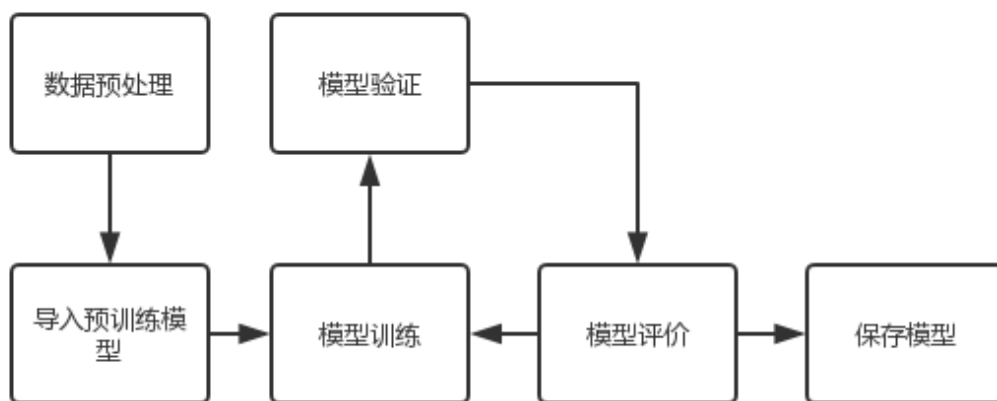 数据预处理
模型验证
导入预训练模
型
模型训练
模型评价
保存模型